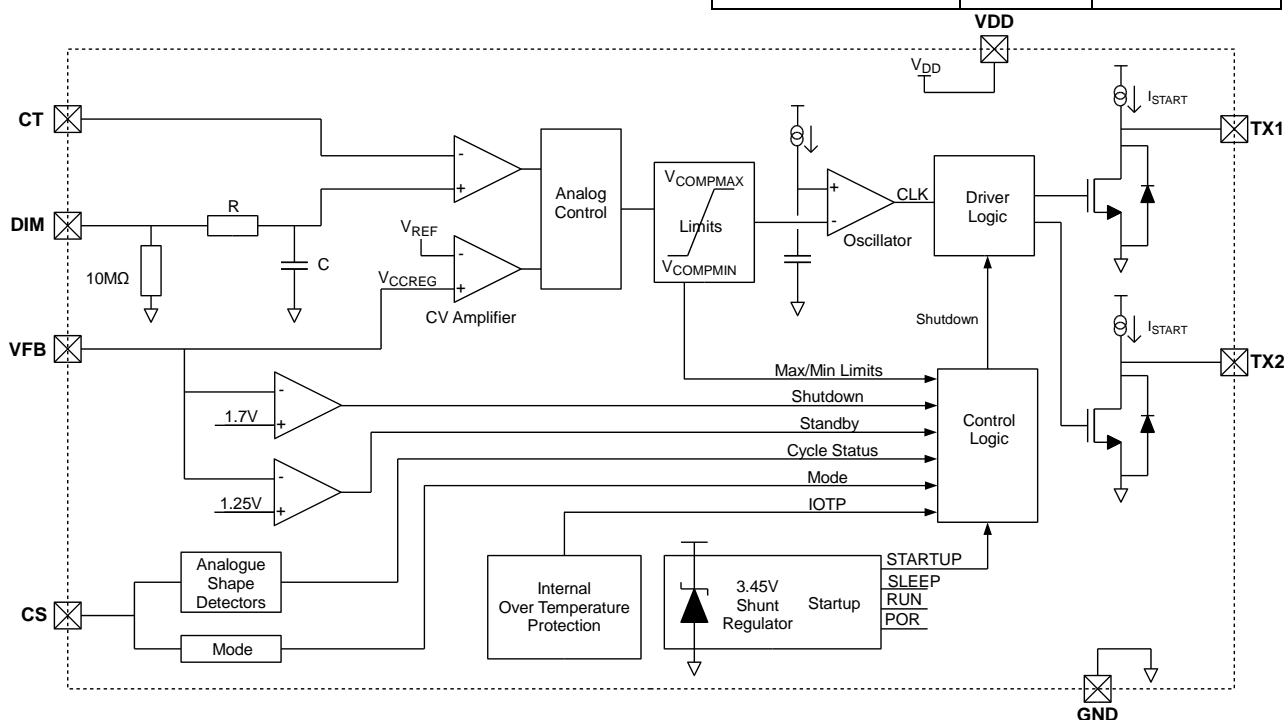 VDD
VDD
CT
ISTART
TX1
VCOMPMAX
Analog
Control
Limits
CLK
Driver
Logic
R
DIM
VREF
Oscillator
C
VCOMPMIN
10MΩ
VCCREG
CV Amplifier
Shutdown
ISTART
VFB
TX2
Max/Min Limits
Shutdown
1.7V
Standby
Control
Logic
Cycle Status
Mode
1.25V
IOTP
Analogue
Shape
Detectors
STARTUP
Internal
Over Temperature
Protection
3.45V
Shunt
Regulator
Startup
SLEEP
RUN
POR
CS
Mode
GND